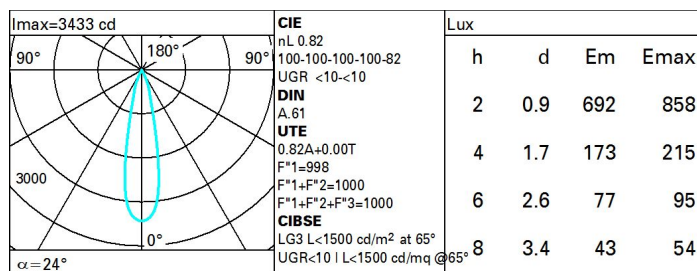 Imax=3433 cd
90°
180°
90°
3000
0°
α=24°
CIE
nL 0.82
100-100-100-100-82
UGR <10-<10
DIN
A.61
UTE
0.82A+0.00T
F"1=998
F"1+F"2=1000
F"1+F"2+F"3=1000
CIBSE
LG3 L<1500 cd/m² at 65°
UGR<10 | L<1500 cd/mq @65°
Lux
h d Em Emax
2 0.9 692 858
4 1.7 173 215
6 2.6 77 95
8 3.4 43 54